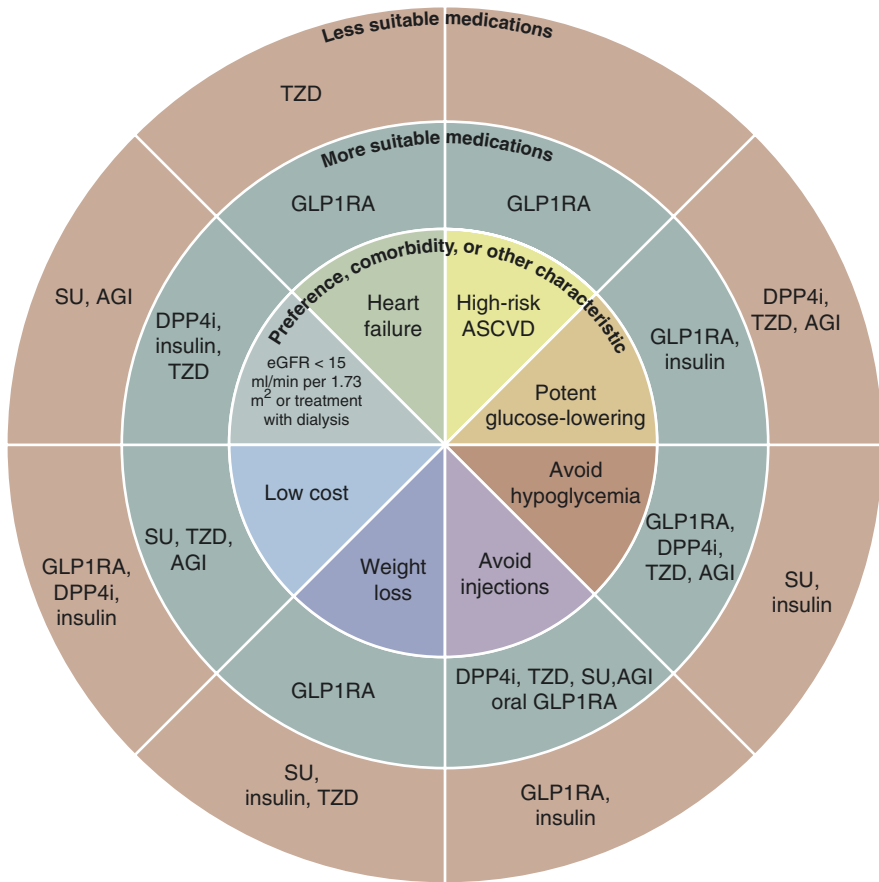 Less suitable medications
TZD
More suitable medications
GLP1RA
GLP1RA
Preference, comorbidity, or other characteristic
Heart
failure
High-risk
ASCVD
SU, AGI
DPP4i,
insulin,
TZD
eGFR < 15
ml/min per 1.73
m² or treatment
with dialysis
Potent
glucose-lowering
GLP1RA,
insulin
DPP4i,
TZD, AGI
GLP1RA,
DPP4i,
insulin
SU, TZD,
AGI
Low cost
Avoid
hypoglycemia
GLP1RA,
DPP4i,
TZD, AGI
SU,
insulin
Weight
loss
Avoid
injections
GLP1RA
DPP4i, TZD, SU,AGI
oral GLP1RA
SU,
insulin, TZD
GLP1RA,
insulin